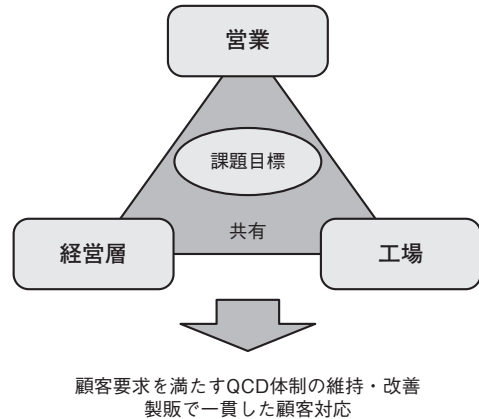 営業
課題目標
共有
経営層
工場
顧客要求を満たすQCD体制の維持・改善
製販で一貫した顧客対応